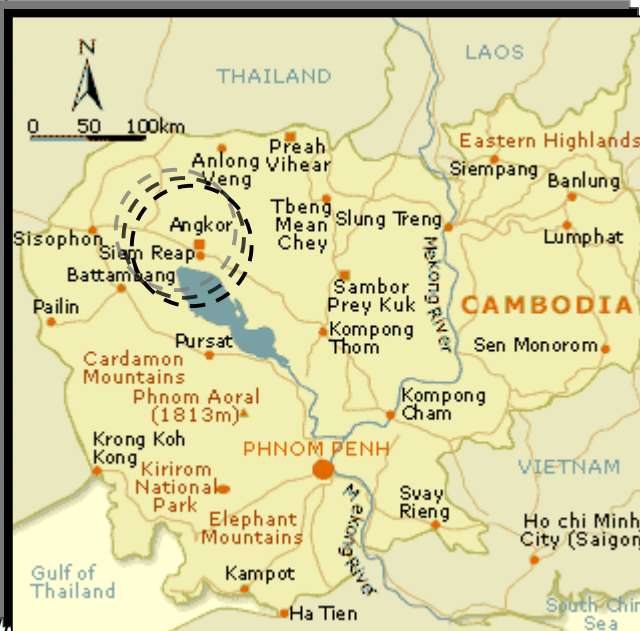 N
LAOS
THAILAND
0 50 100km
Eastern Highlands
Preah
Vihear
Anlong
Veng
Siempang
Banlung
Tbeng
Mean
Chey
Slung Treng
Angkor
Lumphat
Sisophon
Siem Reap
Battambang
Mekong River
Sambor
Prey Kuk
CAMBODIA
Pailin
Kompong
Thom
Pursat
Sen Monorom
Cardamon
Mountains
Phnom Aoral
(1813m)
Kompong
Cham
Krong Koh
Kong
PHNOM PENH
Kirirom
National
Park
VIETNAM
Svay
Rieng
Mekong River
Elephant
Mountains
Ho chi Minh
City (Saigon
Gulf of
Thailand
Kampot
South Chin
Sea
Ha Tien